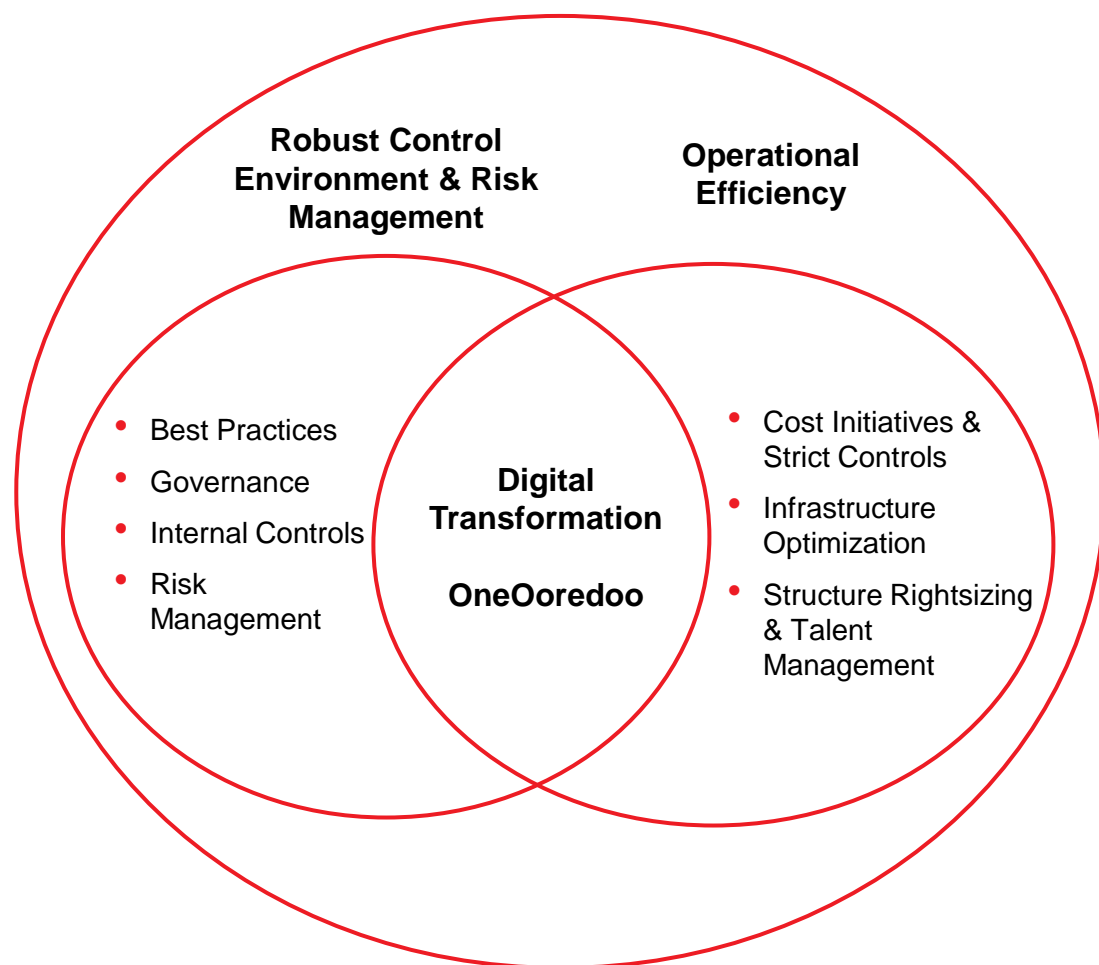 Robust Control
Environment & Risk
Management
Operational
Efficiency
• Best Practices
• Governance
• Internal Controls
• Risk
Management
Digital
Transformation
OneOoredoo
• Cost Initiatives &
Strict Controls
• Infrastructure
Optimization
• Structure Rightsizing
& Talent
Management